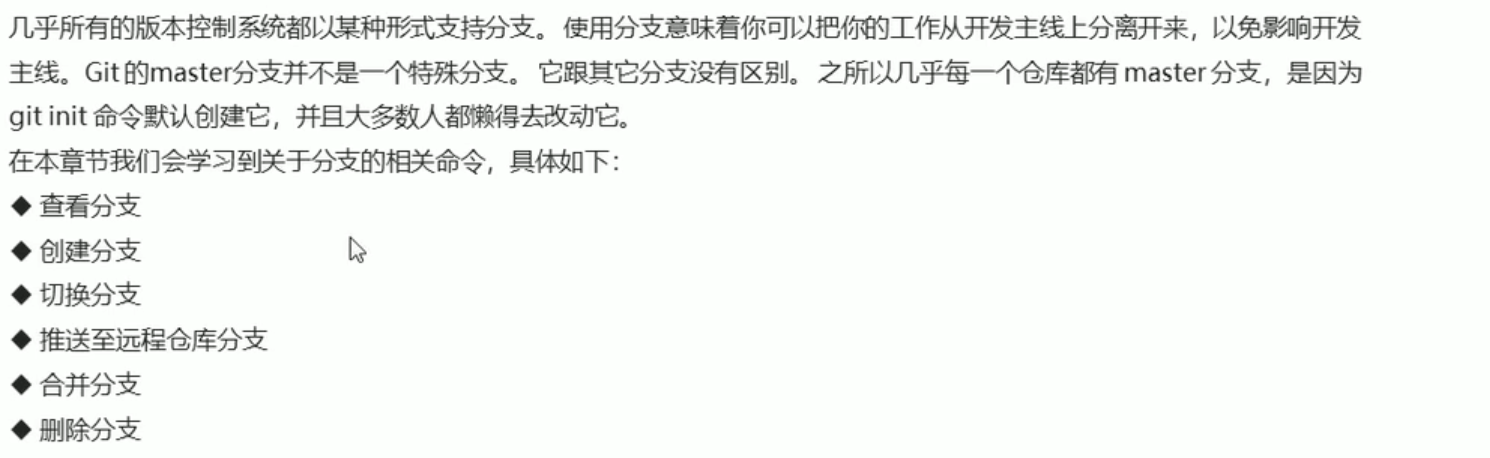 几乎所有的版本控制系统都以某种形式支持分支。 使用分支意味着你可以把你的工作从开发主线上分离开来，以免影响开发
主线。Git 的master分支并不是一个特殊分支。 它跟其它分支没有区别。 之所以几乎每一个仓库都有 master 分支，是因为
git init 命令默认创建它，并且大多数人都懒得去改动它。
在本章节我们会学习到关于分支的相关命令，具体如下：
◆ 查看分支
◆ 创建分支
◆ 切换分支
◆ 推送至远程仓库分支
◆ 合并分支
◆ 删除分支